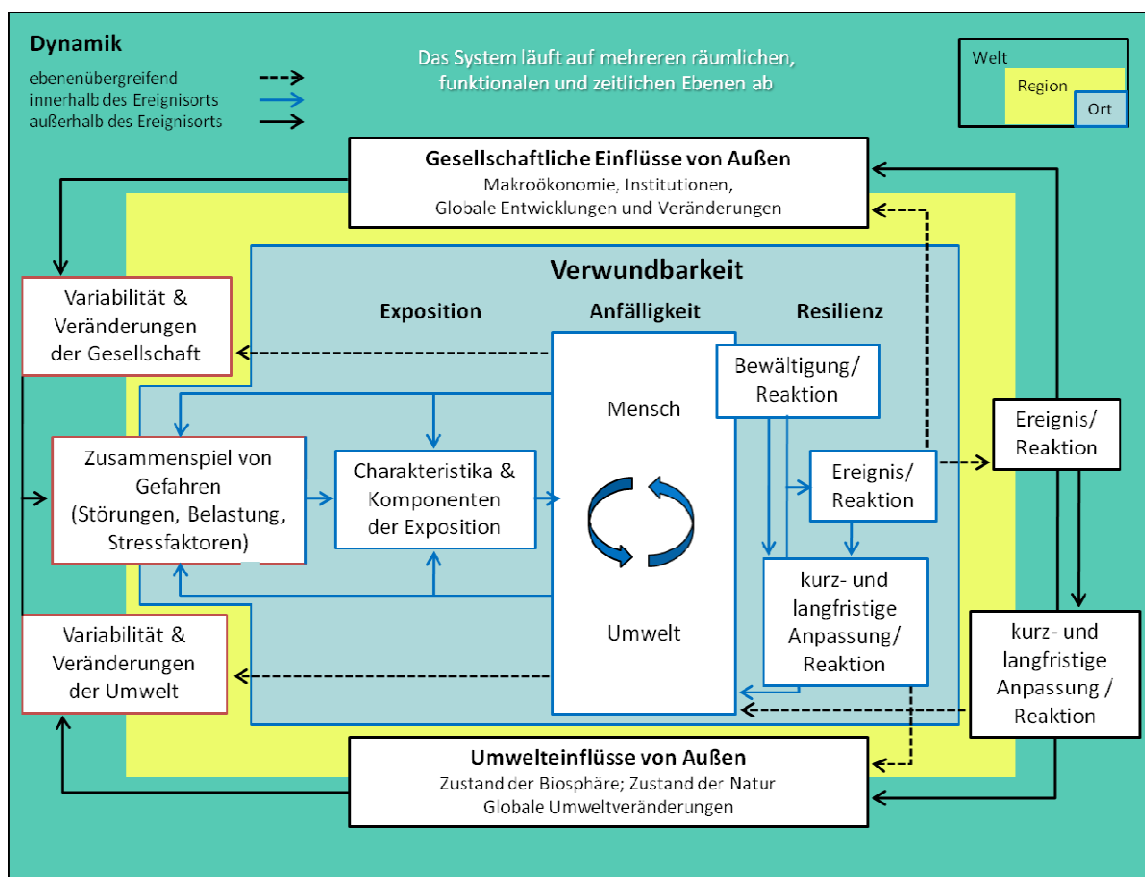 Dynamik
ebenenübergreifend
innerhalb des Ereignisorts
außerhalb des Ereignisorts
Das System läuft auf mehreren räumlichen,
funktionalen und zeitlichen Ebenen ab
Welt
Region
Ort
Gesellschaftliche Einflüsse von Außen
Makroökonomie, Institutionen,
Globale Entwicklungen und Veränderungen
Verwundbarkeit
Exposition
Anfälligkeit
Resilienz
Variabilität &
Veränderungen
der Gesellschaft
Zusammenspiel von
Gefahren
(Störungen, Belastung,
Stressfaktoren)
Variabilität &
Veränderungen
der Umwelt
Charakteristika &
Komponenten
der Exposition
Mensch
Umwelt
Bewältigung/
Reaktion
Ereignis/
Reaktion
kurz- und
langfristige
Anpassung/
Reaktion
Ereignis/
Reaktion
kurz- und
langfristige
Anpassung /
Reaktion
Umwelteinflüsse von Außen
Zustand der Biosphäre; Zustand der Natur
Globale Umweltveränderungen